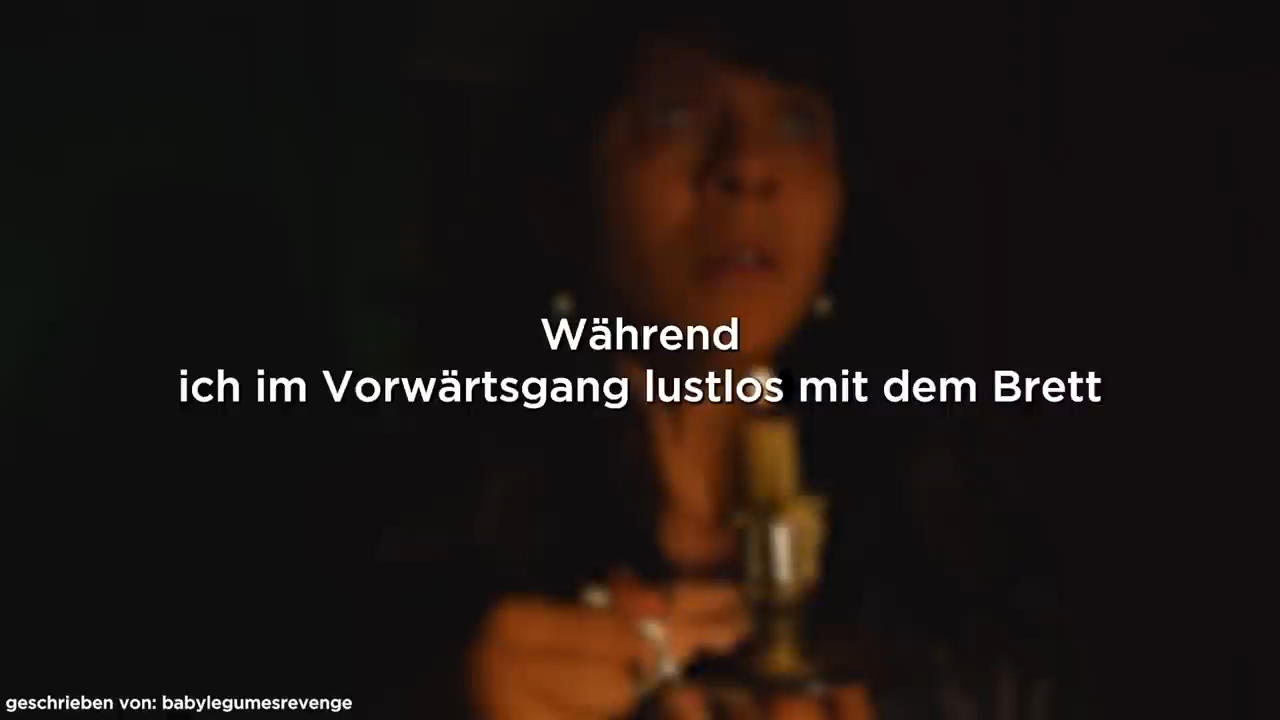 Während
ich im Vorwärtsgang lustlos mit dem Brett
geschrieben von: babylegumesrevenge